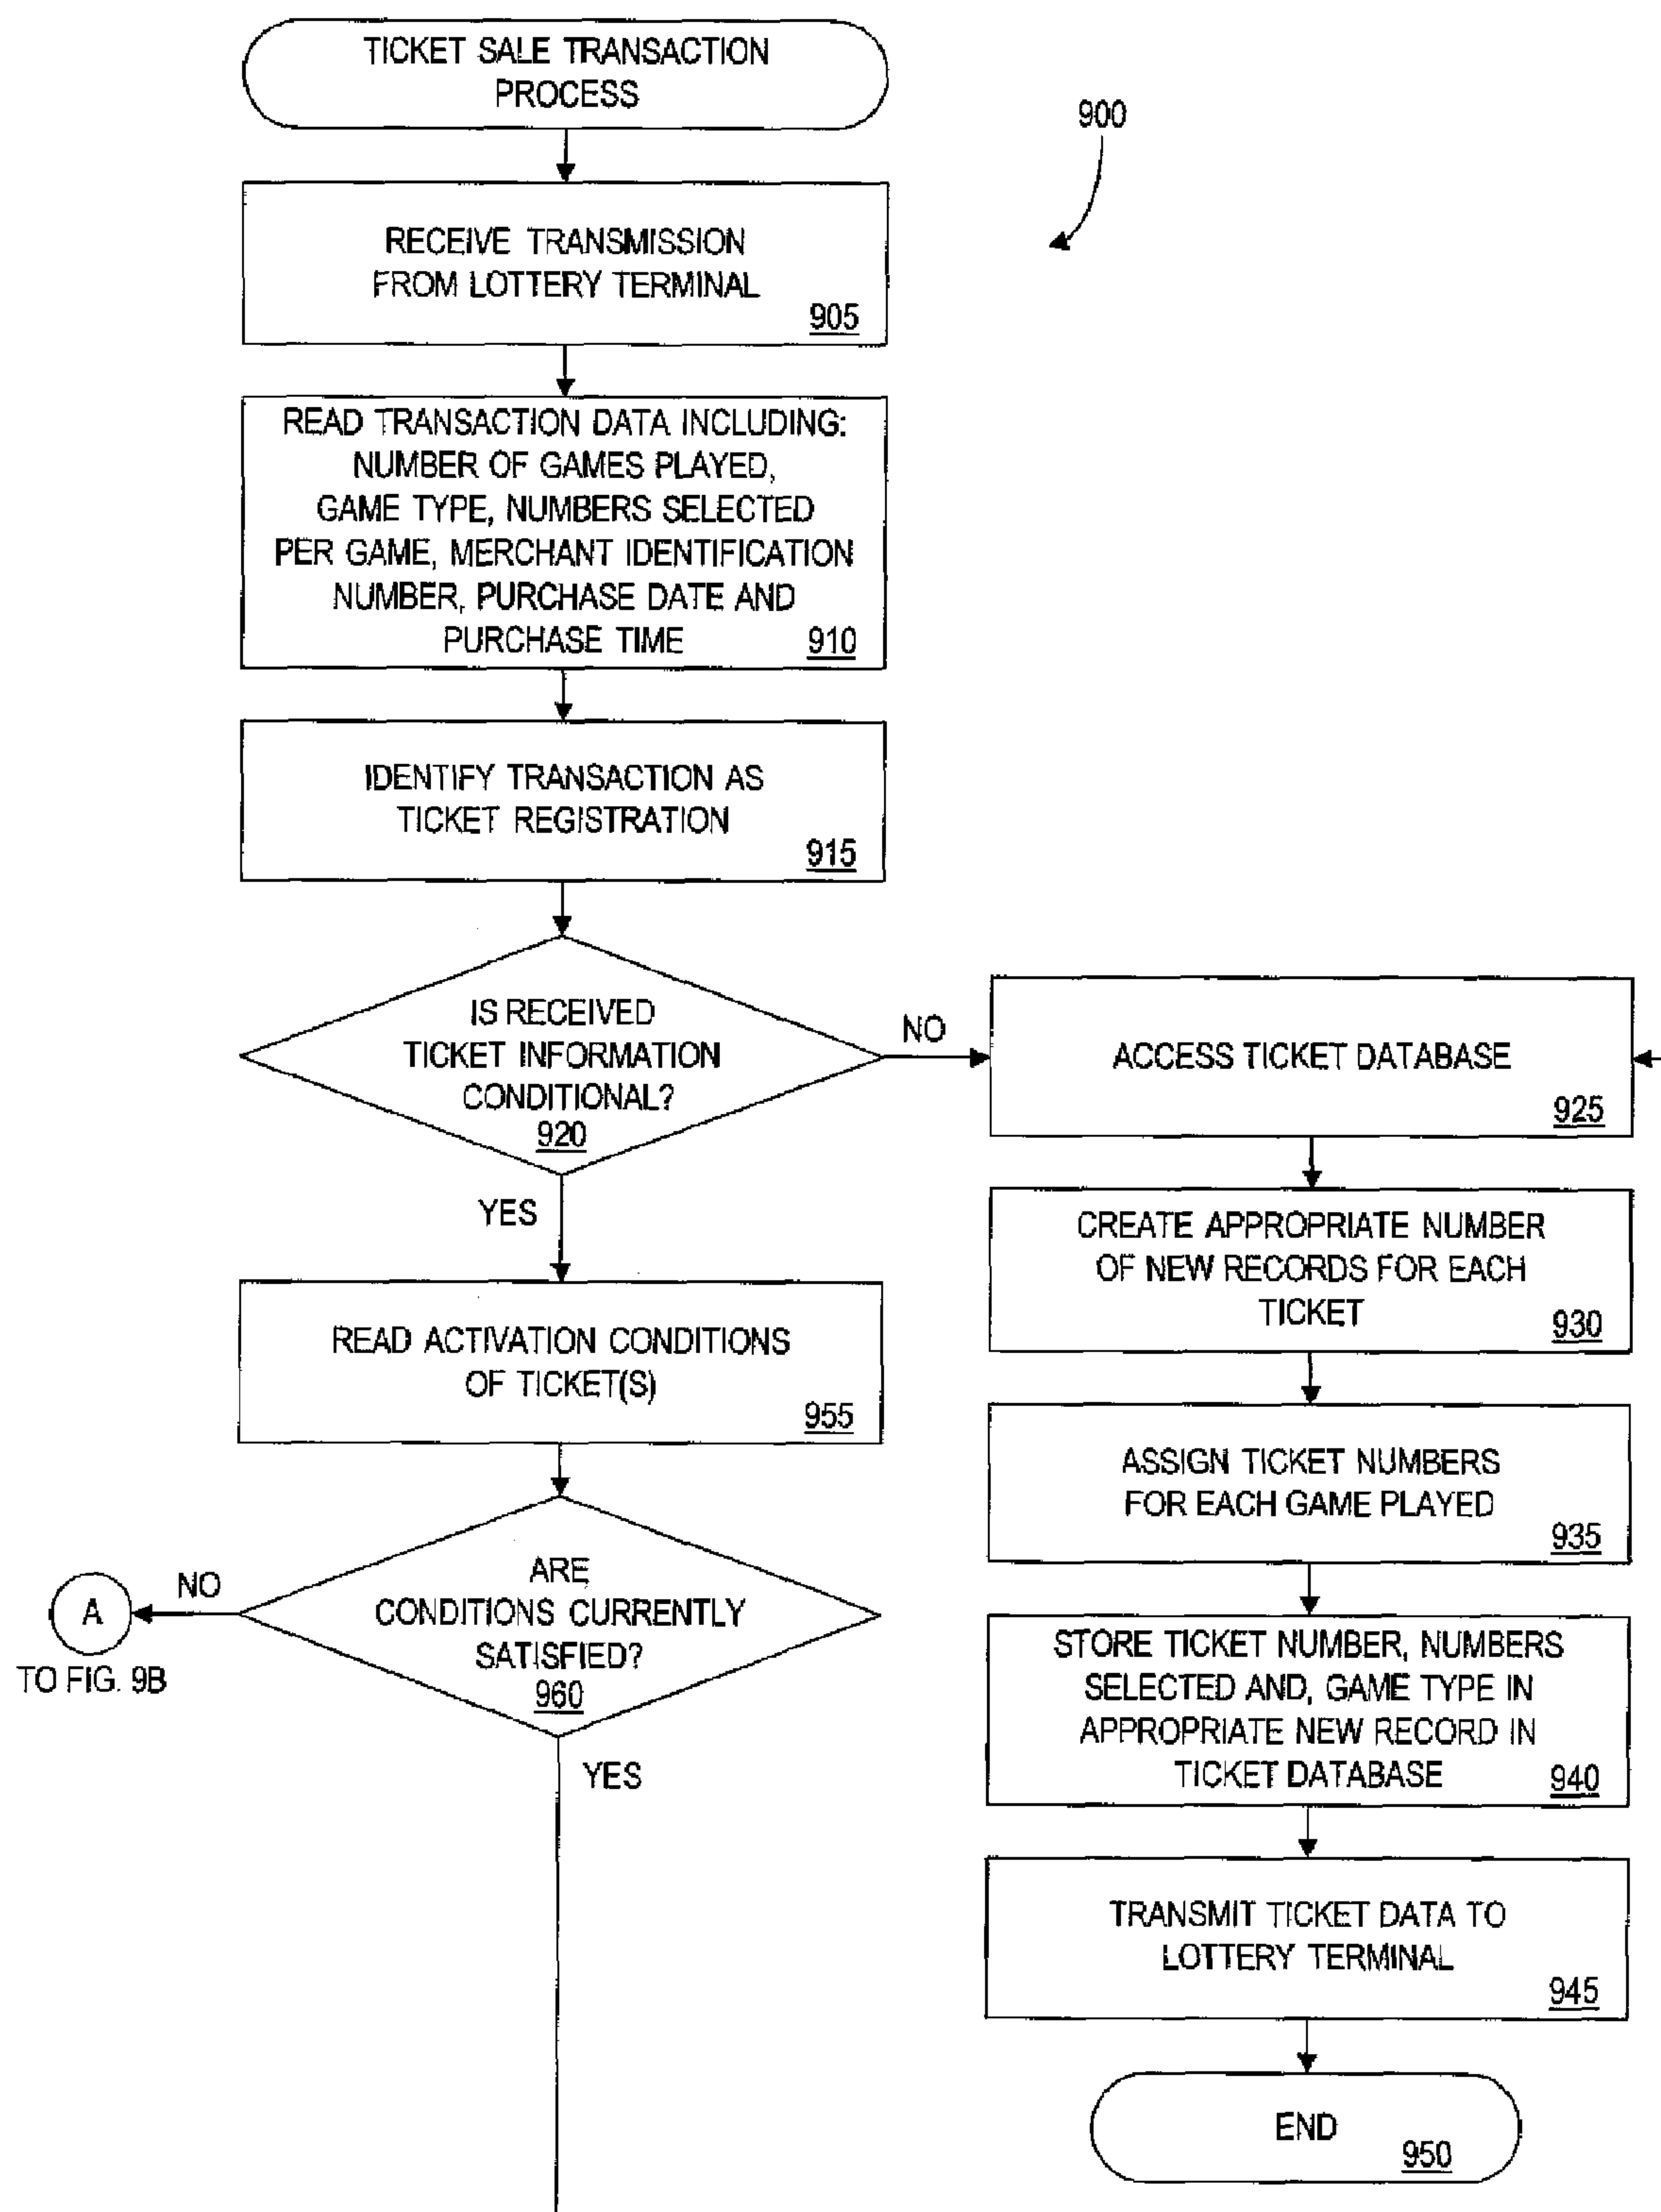 TICKET SALE TRANSACTION
PROCESS
900
RECEIVE TRANSMISSION
FROM LOTTERY TERMINAL
905
READ TRANSACTION DATA INCLUDING:
NUMBER OF GAMES PLAYED,
GAME TYPE, NUMBERS SELECTED
PER GAME, MERCHANT IDENTIFICATION
NUMBER, PURCHASE DATE AND
PURCHASE TIME
910
IDENTIFY TRANSACTION AS
TICKET REGISTRATION
915
IS RECEIVED
TICKET INFORMATION
CONDITIONAL?
920
NO
YES
READ ACTIVATION CONDITIONS
OF TICKET(S)
955
ARE
CONDITIONS CURRENTLY
SATISFIED?
960
NO
A
TO FIG. 9B
YES
ACCESS TICKET DATABASE
925
CREATE APPROPRIATE NUMBER
OF NEW RECORDS FOR EACH
TICKET
930
ASSIGN TICKET NUMBERS
FOR EACH GAME PLAYED
935
STORE TICKET NUMBER, NUMBERS
SELECTED AND, GAME TYPE IN
APPROPRIATE NEW RECORD IN
TICKET DATABASE
940
TRANSMIT TICKET DATA TO
LOTTERY TERMINAL
945
END
950